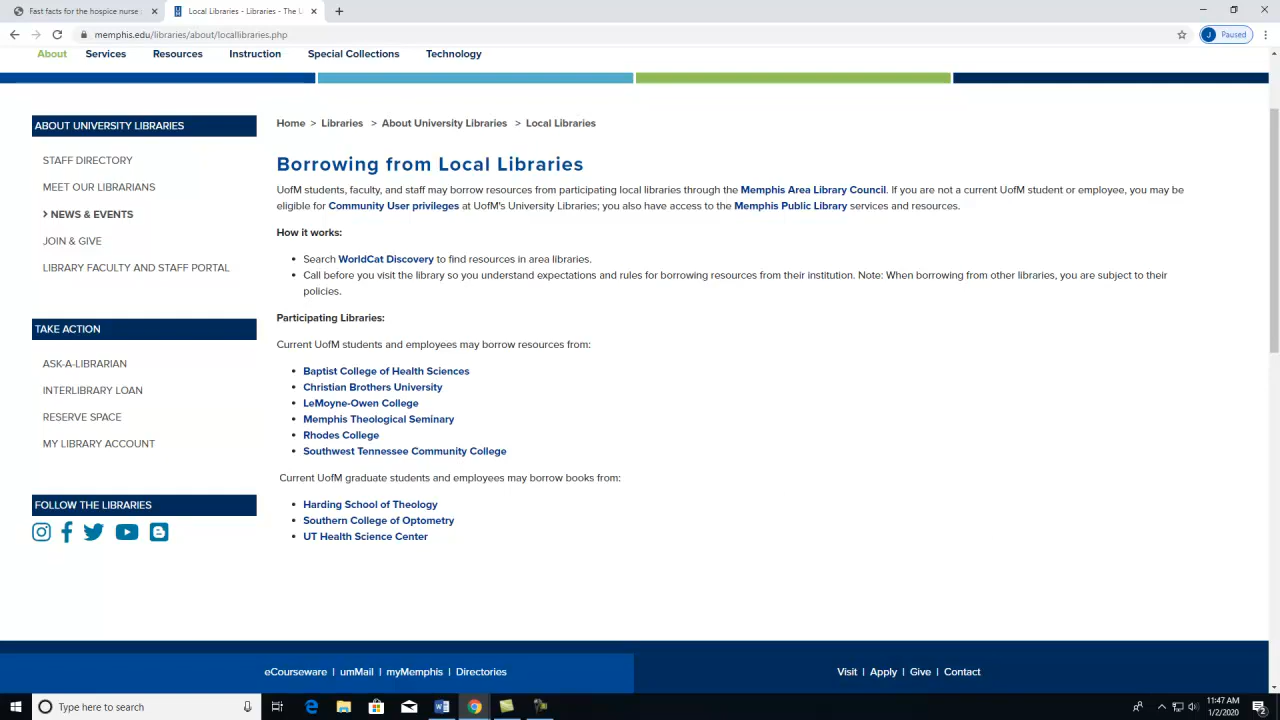 Fast facts for the hospice nurse
Local Libraries - Libraries - The U
memphis.edu/libraries/about/locallibraries.php
J Paused
About Services Resources Instruction Special Collections Technology
ABOUT UNIVERSITY LIBRARIES
STAFF DIRECTORY
MEET OUR LIBRARIANS
NEWS & EVENTS
JOIN & GIVE
LIBRARY FACULTY AND STAFF PORTAL
TAKE ACTION
ASK-A-LIBRARIAN
INTERLIBRARY LOAN
RESERVE SPACE
MY LIBRARY ACCOUNT
FOLLOW THE LIBRARIES
Home > Libraries > About University Libraries > Local Libraries
Borrowing from Local Libraries
UofM students, faculty, and staff may borrow resources from participating local libraries through the Memphis Area Library Council. If you are not a current UofM student or employee, you may be
eligible for Community User privileges at UofM's University Libraries; you also have access to the Memphis Public Library services and resources.
How it works:
• Search WorldCat Discovery to find resources in area libraries.
• Call before you visit the library so you understand expectations and rules for borrowing resources from their institution. Note: When borrowing from other libraries, you are subject to their
policies.
Participating Libraries:
Current UofM students and employees may borrow resources from:
• Baptist College of Health Sciences
• Christian Brothers University
• LeMoyne-Owen College
• Memphis Theological Seminary
• Rhodes College
• Southwest Tennessee Community College
Current UofM graduate students and employees may borrow books from:
• Harding School of Theology
• Southern College of Optometry
• UT Health Science Center
eCourseware | umMail | myMemphis | Directories
Visit | Apply | Give | Contact
Type here to search
11:47 AM
1/2/2020
2